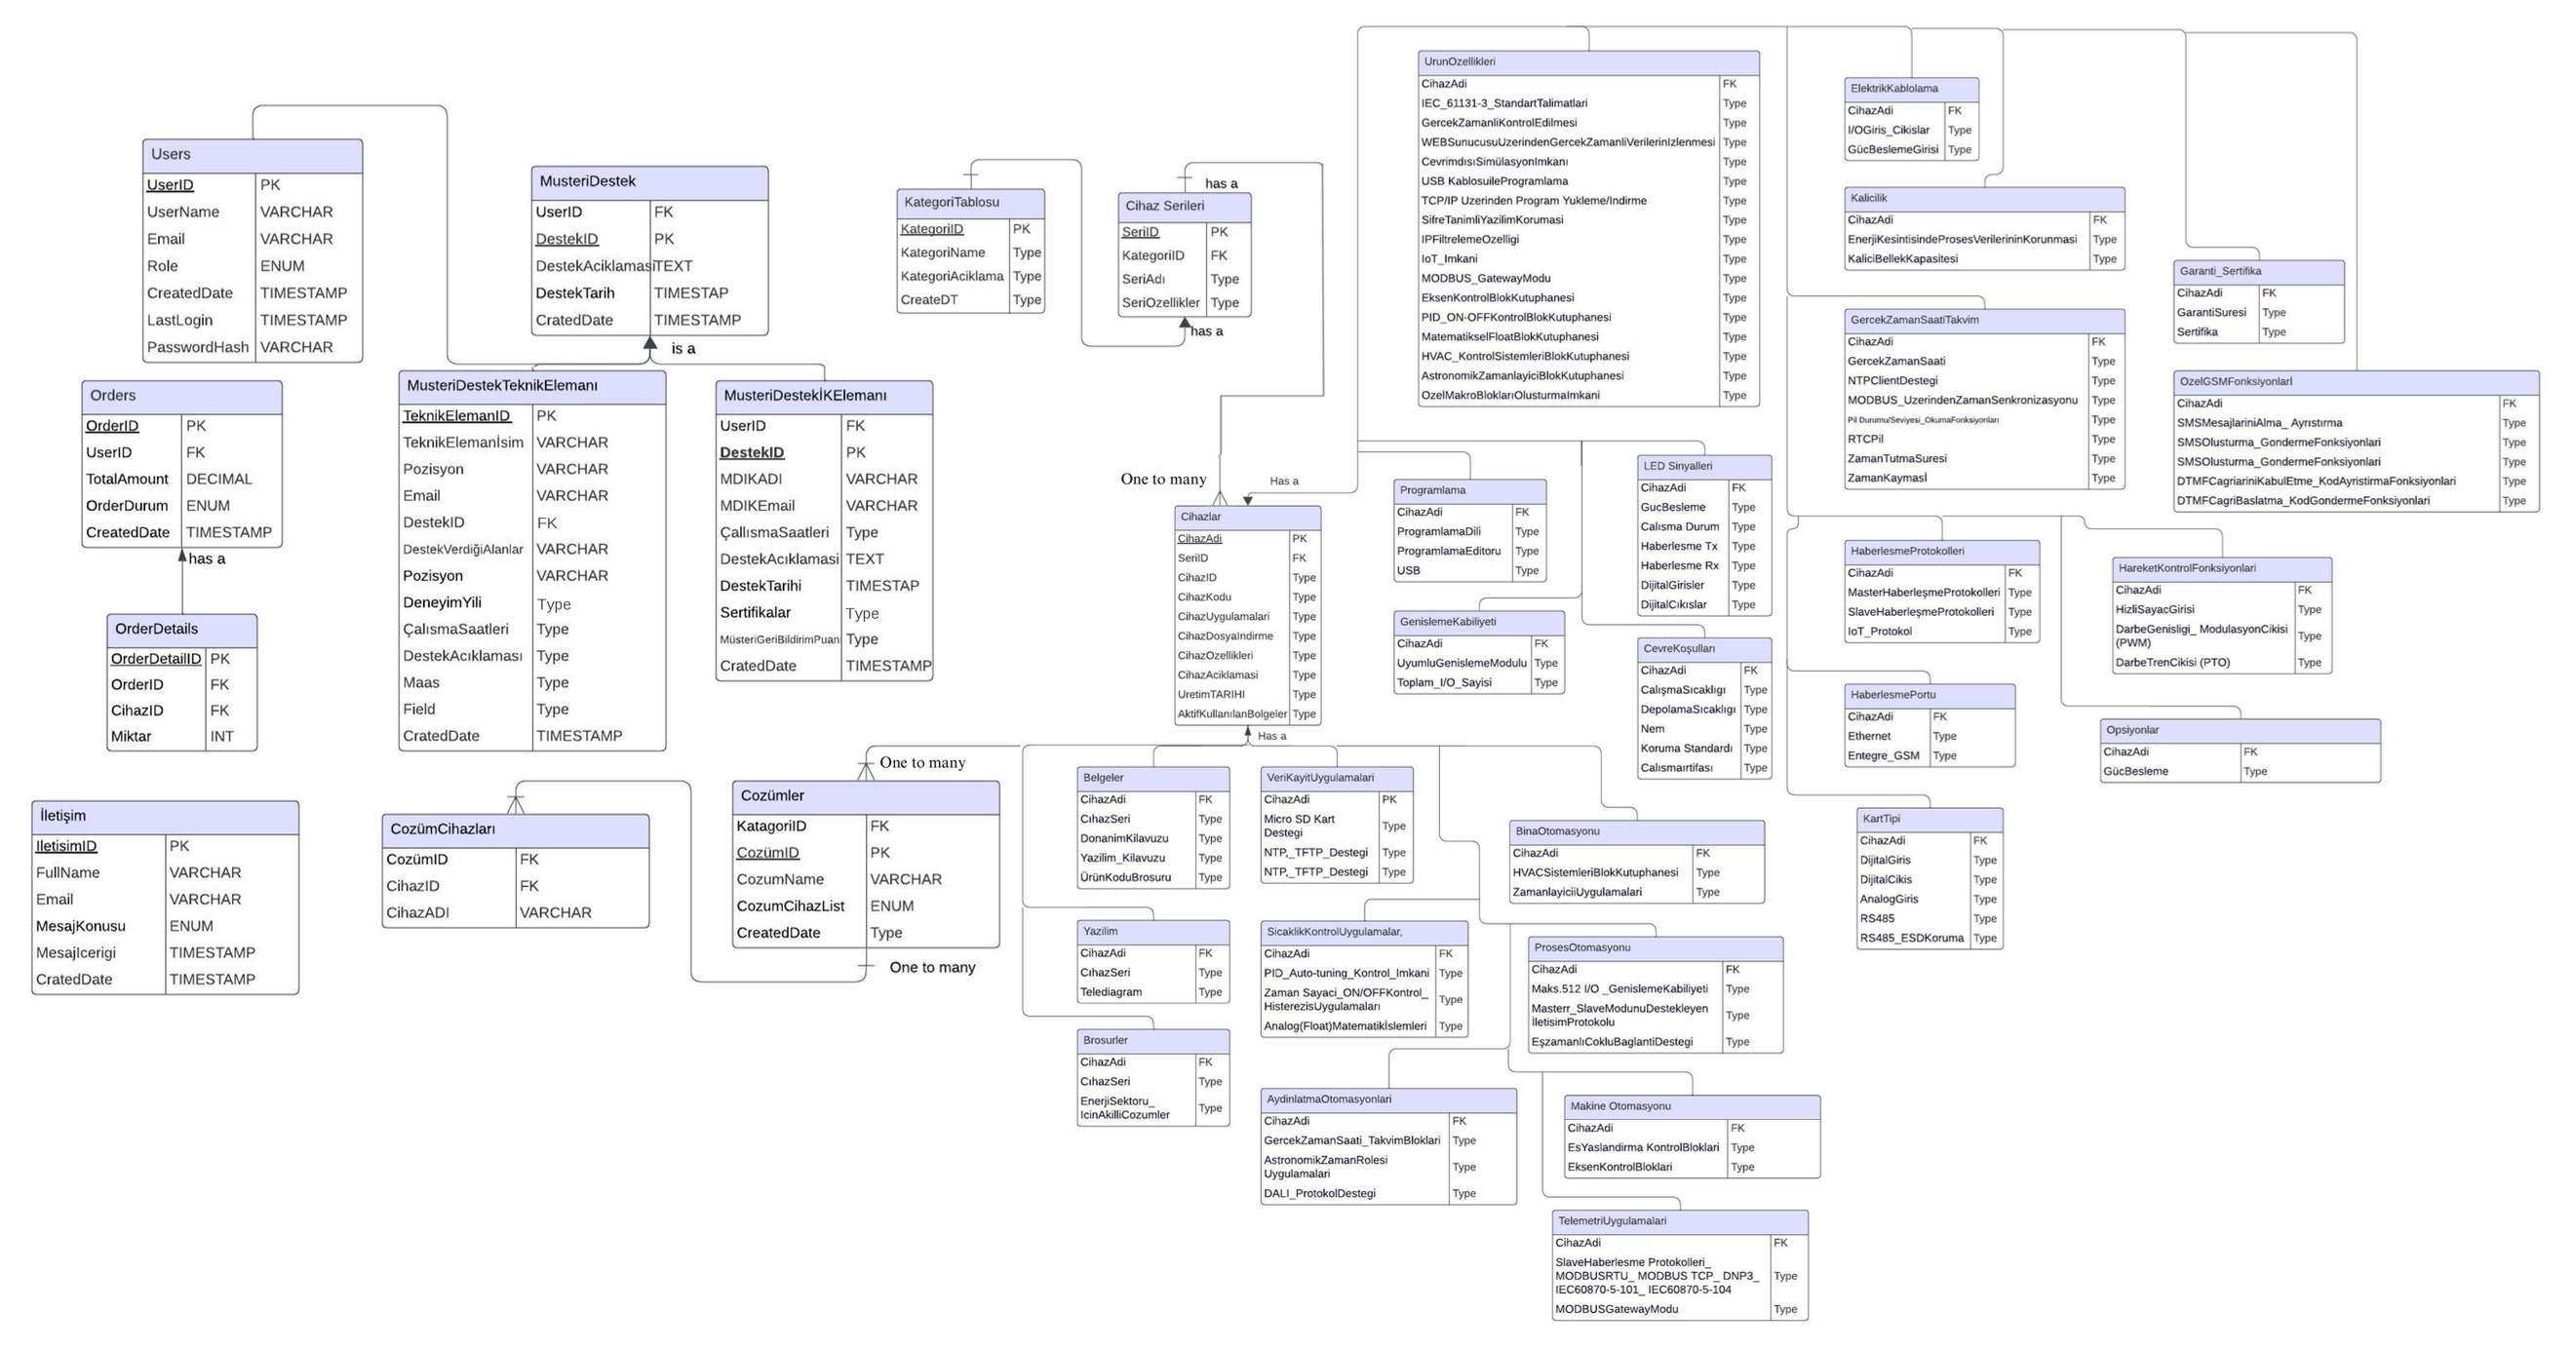 Users
UserID PK
UserName VARCHAR
Email VARCHAR
Role ENUM
CreatedDate TIMESTAMP
LastLogin TIMESTAMP
PasswordHash VARCHAR
Orders
OrderID PK
UserID FK
TotalAmount DECIMAL
OrderDurum ENUM
CreatedDate TIMESTAMP
has a
OrderDetails
OrderDetailID PK
OrderID FK
CihazID FK
Miktar INT
İletişim
IletisimID PK
FullName VARCHAR
Email VARCHAR
MesajKonusu ENUM
MesajIcerigi TIMESTAMP
CratedDate TIMESTAMP
MusteriDestek
UserID FK
DestekID PK
DestekAciklamasi TEXT
DestekTarih TIMESTAP
CratedDate TIMESTAMP
is a
MusteriDestekTeknikElemanı
TeknikElemanID PK
TeknikElemanİsim VARCHAR
Pozisyon VARCHAR
Email VARCHAR
DestekID FK
DestekVerdiğiAlanlar VARCHAR
Pozisyon VARCHAR
DeneyimYili Type
ÇalısmaSaatleri Type
DestekAcıklaması Type
Maas Type
Field Type
CratedDate TIMESTAMP
MusteriDestekİKElemanı
UserID FK
DestekID PK
MDIKADI VARCHAR
MDIKEmail VARCHAR
ÇallısmaSaatleri Type
DestekAcıklamasi TEXT
DestekTarihi TIMESTAP
Sertifikalar Type
MüsteriGeriBildirimPuanı Type
CratedDate TIMESTAMP
CozümCihazları
CozümID FK
CihazID FK
CihazADI VARCHAR
One to many
Cozümler
KatagoriID FK
CozümID PK
CozumName VARCHAR
CozumCihazList ENUM
CreatedDate Type
One to many
KategoriTablosu
KategoriID PK
KategoriName Type
KategoriAciklama Type
CreateDT Type
has a
Cihaz Serileri
SeriID PK
KategoriID FK
SeriAdı Type
SeriOzellikler Type
has a
One to many
Has a
Cihazlar
CihazAdi PK
SeriID FK
CihazID Type
CihazKodu Type
CihazUygulamalari Type
CihazDosyaIndirme Type
CihazOzellikleri Type
CihazAciklamasi Type
UretimTARIHI Type
AktifKullanılanBolgeler Type
Has a
Belgeler
CihazAdi FK
CıhazSeri Type
DonanimKilavuzu Type
Yazilim_Kilavuzu Type
ÜrünKoduBrosuru Type
Yazilim
CihazAdi FK
CıhazSeri Type
Telediagram Type
Brosurler
CihazAdi FK
CıhazSeri Type
EnerjiSektoru_
IcinAkilliCozumler Type
VeriKayitUygulamalari
CihazAdi PK
Micro SD Kart
Destegi Type
NTP,_TFTP_Destegi Type
NTP,_TFTP_Destegi Type
SicaklikKontrolUygulamalar,
CihazAdi FK
PID_Auto-tuning_Kontrol_Imkani Type
Zaman Sayaci_ON/OFFKontrol_
HisterezisUygulamaları Type
Analog(Float)Matematikİslemleri Type
AydinlatmaOtomasyonlari
CihazAdi FK
GercekZamanSaati_TakvimBloklari Type
AstronomikZamanRolesi
Uygulamalari Type
DALI_ProtokolDestegi Type
BinaOtomasyonu
CihazAdi FK
HVACSistemleriBlokKutuphanesi Type
ZamanlayiciiUygulamalari Type
ProsesOtomasyonu
CihazAdi FK
Maks.512 I/O _GenislemeKabiliyeti Type
Masterr_SlaveModunuDestekleyen
İletisimProtokolu Type
EşzamanlıCokluBaglantiDestegi Type
Makine Otomasyonu
CihazAdi FK
EsYaslandirma KontrolBloklari Type
EksenKontrolBloklari Type
TelemetriUygulamalari
CihazAdi FK
SlaveHaberlesme Protokolleri_
MODBUSRTU_ MODBUS TCP_ DNP3_
IEC60870-5-101_ IEC60870-5-104 Type
MODBUSGatewayModu Type
UrunOzellikleri
CihazAdi FK
IEC_61131-3_StandartTalimatlari Type
GercekZamanliKontrolEdilmesi Type
WEBSunucusuUzerindenGercekZamanliVerilerinIzlenmesi Type
CevrimdısıSimülasyonImkanı Type
USB KablosuileProgramlama Type
TCP/IP Uzerinden Program Yukleme/Indirme Type
SifreTanimliYazilimKorumasi Type
IPFiltrelemeOzelligi Type
IoT_Imkani Type
MODBUS_GatewayModu Type
EksenKontrolBlokKutuphanesi Type
PID_ON-OFFKontrolBlokKutuphanesi Type
MatematikselFloatBlokKutuphanesi Type
HVAC_KontrolSistemleriBlokKutuphanesi Type
AstronomikZamanlayiciBlokKutuphanesi Type
OzelMakroBloklarıOlusturmaImkani Type
Programlama
CihazAdi FK
ProgramlamaDili Type
ProgramlamaEditoru Type
USB Type
GenislemeKabiliyeti
CihazAdi FK
UyumluGenislemeModulu Type
Toplam_I/O_Sayisi Type
LED Sinyalleri
CihazAdi FK
GucBesleme Type
Calısma Durum Type
Haberlesme Tx Type
Haberlesme Rx Type
DijitalGirisler Type
DijitalCıkıslar Type
CevreKoşulları
CihazAdi FK
CalışmaSıcaklıgı Type
DepolamaSıcaklıgı Type
Nem Type
Koruma Standardı Type
Calısmaırtifası Type
ElektrikKablolama
CihazAdi FK
I/OGiris_Cikislar Type
GücBeslemeGirisi Type
Kalicilik
CihazAdi FK
EnerjiKesintisindeProsesVerilerininKorunmasi Type
KaliciBellekKapasitesi Type
GercekZamanSaatiTakvim
CihazAdi FK
GercekZamanSaati Type
NTPClientDestegi Type
MODBUS_UzerindenZamanSenkronizasyonu Type
Pil Durumu/Seviyesi_OkumaFonksiyonları Type
RTCPil Type
ZamanTutmaSuresi Type
ZamanKaymasİ Type
HaberlesmeProtokolleri
CihazAdi FK
MasterHaberleşmeProtokolleri Type
SlaveHaberleşmeProtokolleri Type
IoT_Protokol Type
HaberlesmePortu
CihazAdi FK
Ethernet Type
Entegre_GSM Type
KartTipi
CihazAdi FK
DijitalGiris Type
DijitalCikis Type
AnalogGiris Type
RS485 Type
RS485_ESDKoruma Type
Garanti_Sertifika
CihazAdi FK
GarantiSuresi Type
Sertifika Type
OzelGSMFonksiyonlarİ
CihazAdi FK
SMSMesajlariniAlma_ Ayrıstırma Type
SMSOlusturma_GondermeFonksiyonlari Type
SMSOlusturma_GondermeFonksiyonlari Type
DTMFCagriariniKabulEtme_KodAyristirmaFonksiyonlari Type
DTMFCagriBaslatma_KodGondermeFonksiyonlari Type
HareketKontrolFonksiyonlari
CihazAdi FK
HizliSayacGirisi Type
DarbeGenisligi_ ModulasyonCikisi
(PWM) Type
DarbeTrenCikisi (PTO) Type
Opsiyonlar
CihazAdi FK
GücBesleme Type